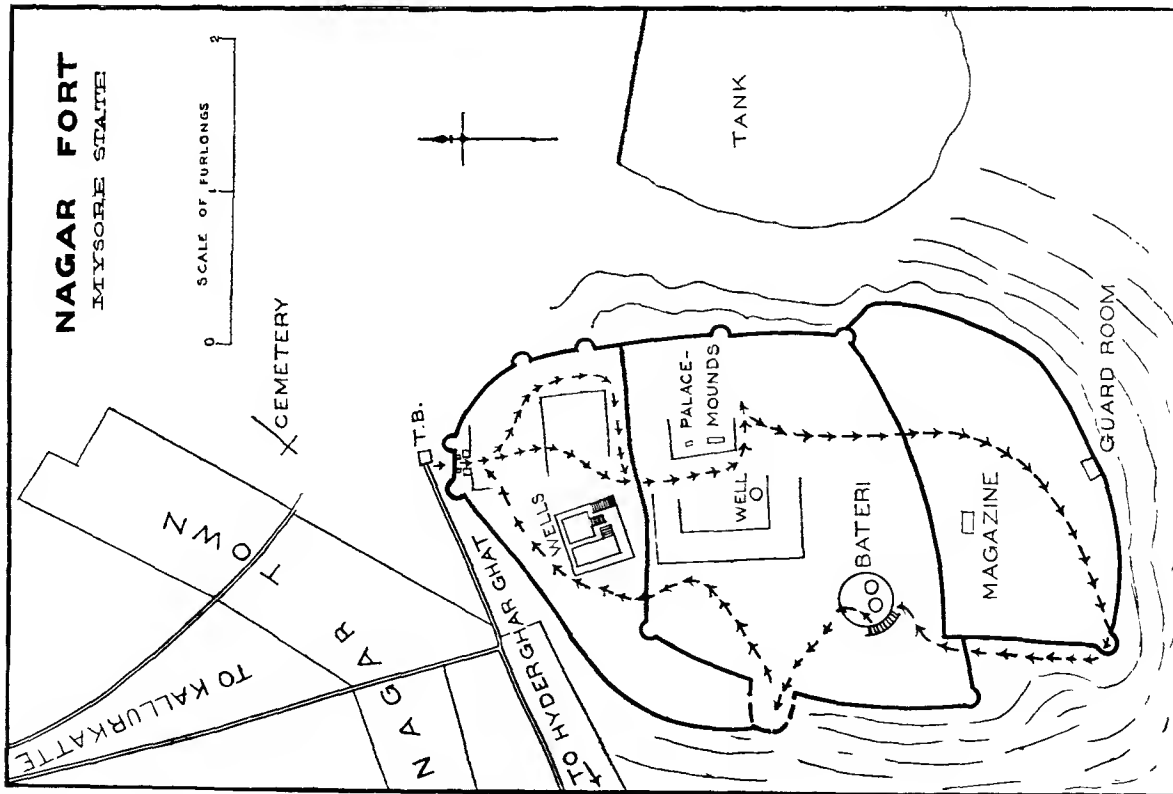 NAGAR FORT
MYSORE STATE
SCALE OF FURLONGS
0 1 2
CEMETERY
T.B.
TANK
NAGAR TOWN
TO KALLURKATTE
TO HYDERGHAR GHAT
WELLS
PALACE-
MOUNDS
WELL
BATERI
MAGAZINE
GUARD ROOM